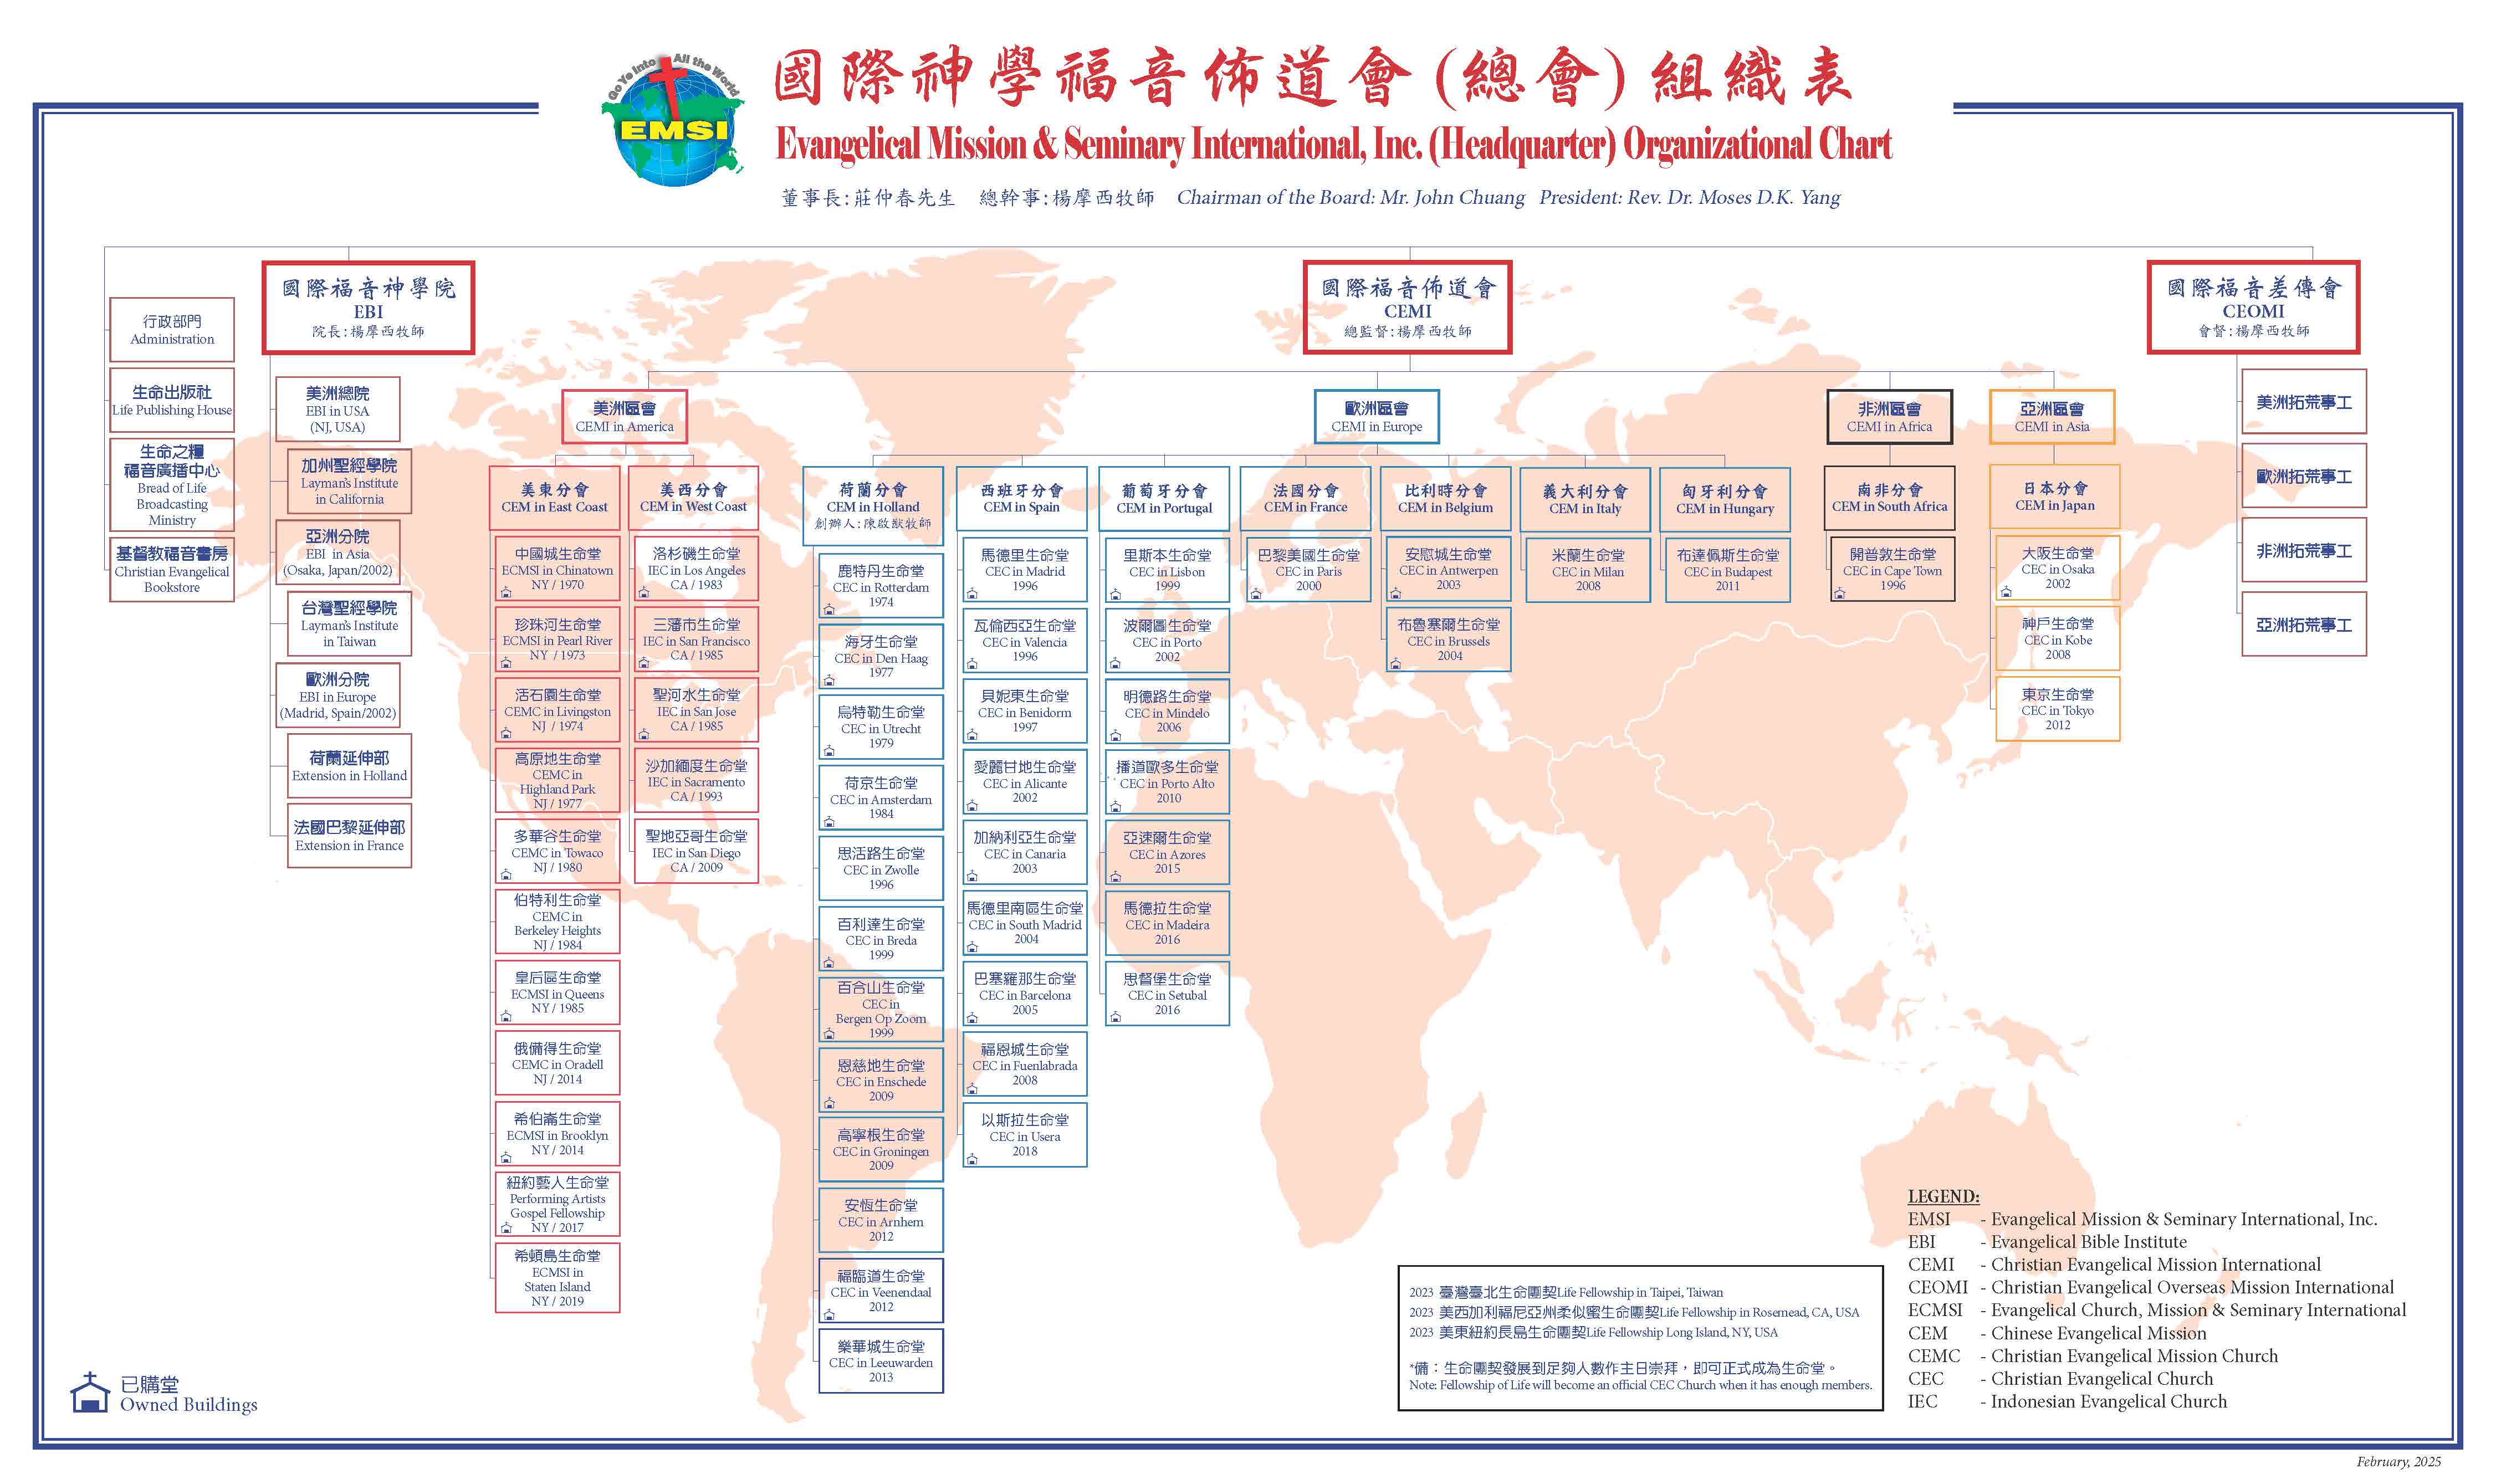 Go Ye Into All the World
EMSI
國際神學福音佈道會(總會)組織表
Evangelical Mission & Seminary International, Inc. (Headquarter) Organizational Chart
董事長:莊仲春先生 總幹事:楊摩西牧師 Chairman of the Board: Mr. John Chuang President: Rev. Dr. Moses D.K. Yang
行政部門
Administration
生命出版社
Life Publishing House
生命之糧
福音廣播中心
Bread of Life
Broadcasting
Ministry
基督教福音書房
Christian Evangelical
Bookstore
國際福音神學院
EBI
院長:楊摩西牧師
美洲總院
EBI in USA
(NJ, USA)
加州聖經學院
Layman's Institute
in California
亞洲分院
EBI in Asia
(Osaka, Japan/2002)
台灣聖經學院
Layman's Institute
in Taiwan
歐洲分院
EBI in Europe
(Madrid, Spain/2002)
荷蘭延伸部
Extension in Holland
法國巴黎延伸部
Extension in France
國際福音佈道會
CEMI
總監督:楊摩西牧師
美洲區會
CEMI in America
美東分會
CEM in East Coast
中國城生命堂
ECMSI in Chinatown
NY / 1970
珍珠河生命堂
ECMSI in Pearl River
NY / 1973
活石園生命堂
CEMC in Livingston
NJ / 1974
高原地生命堂
CEMC in
Highland Park
NJ / 1977
多華谷生命堂
CEMC in Towaco
NJ / 1980
伯特利生命堂
CEMC in
Berkeley Heights
NJ / 1984
皇后區生命堂
ECMSI in Queens
NY / 1985
俄備得生命堂
CEMC in Oradell
NJ / 2014
希伯崙生命堂
ECMSI in Brooklyn
NY / 2014
紐約藝人生命堂
Performing Artists
Gospel Fellowship
NY / 2017
希頓島生命堂
ECMSI in
Staten Island
NY / 2019
美西分會
CEM in West Coast
洛杉磯生命堂
IEC in Los Angeles
CA / 1983
三藩市生命堂
IEC in San Francisco
CA / 1985
聖河水生命堂
IEC in San Jose
CA / 1985
沙加緬度生命堂
IEC in Sacramento
CA / 1993
聖地亞哥生命堂
IEC in San Diego
CA / 2009
歐洲區會
CEMI in Europe
荷蘭分會
CEM in Holland
創辦人:陳啟猷牧師
鹿特丹生命堂
CEC in Rotterdam
1974
海牙生命堂
CEC in Den Haag
1977
烏特勒生命堂
CEC in Utrecht
1979
荷京生命堂
CEC in Amsterdam
1984
思活路生命堂
CEC in Zwolle
1996
百利達生命堂
CEC in Breda
1999
百合山生命堂
CEC in
Bergen Op Zoom
1999
恩慈地生命堂
CEC in Enschede
2009
高寧根生命堂
CEC in Groningen
2009
安恆生命堂
CEC in Arnhem
2012
福臨道生命堂
CEC in Veenendaal
2012
樂華城生命堂
CEC in Leeuwarden
2013
西班牙分會
CEM in Spain
馬德里生命堂
CEC in Madrid
1996
瓦倫西亞生命堂
CEC in Valencia
1996
貝妮東生命堂
CEC in Benidorm
1997
愛麗甘地生命堂
CEC in Alicante
2002
加納利亞生命堂
CEC in Canaria
2003
馬德里南區生命堂
CEC in South Madrid
2004
巴塞羅那生命堂
CEC in Barcelona
2005
福恩城生命堂
CEC in Fuenlabrada
2008
以斯拉生命堂
CEC in Usera
2018
葡萄牙分會
CEM in Portugal
里斯本生命堂
CEC in Lisbon
1999
波爾圖生命堂
CEC in Porto
2002
明德路生命堂
CEC in Mindelo
2006
播道歐多生命堂
CEC in Porto Alto
2010
亞速爾生命堂
CEC in Azores
2015
馬德拉生命堂
CEC in Madeira
2016
思督堡生命堂
CEC in Setubal
2016
法國分會
CEM in France
巴黎美國生命堂
CEC in Paris
2000
比利時分會
CEM in Belgium
安慰城生命堂
CEC in Antwerpen
2003
布魯塞爾生命堂
CEC in Brussels
2004
義大利分會
CEM in Italy
米蘭生命堂
CEC in Milan
2008
匈牙利分會
CEM in Hungary
布達佩斯生命堂
CEC in Budapest
2011
非洲區會
CEMI in Africa
南非分會
CEM in South Africa
開普敦生命堂
CEC in Cape Town
1996
亞洲區會
CEMI in Asia
日本分會
CEM in Japan
大阪生命堂
CEC in Osaka
2002
神戶生命堂
CEC in Kobe
2008
東京生命堂
CEC in Tokyo
2012
國際福音差傳會
CEOMI
會督:楊摩西牧師
美洲拓荒事工
歐洲拓荒事工
非洲拓荒事工
亞洲拓荒事工
已購堂
Owned Buildings
2023 臺灣臺北生命團契Life Fellowship in Taipei, Taiwan
2023 美西加利福尼亞州柔似蜜生命團契Life Fellowship in Rosemead, CA, USA
2023 美東紐約長島生命團契Life Fellowship Long Island, NY, USA
*備：生命團契發展到足夠人數作主日崇拜，即可正式成為生命堂。
Note: Fellowship of Life will become an official CEC Church when it has enough members.
LEGEND:
EMSI - Evangelical Mission & Seminary International, Inc.
EBI - Evangelical Bible Institute
CEMI - Christian Evangelical Mission International
CEOMI - Christian Evangelical Overseas Mission International
ECMSI - Evangelical Church, Mission & Seminary International
CEM - Chinese Evangelical Mission
CEMC - Christian Evangelical Mission Church
CEC - Christian Evangelical Church
IEC - Indonesian Evangelical Church
February, 2025